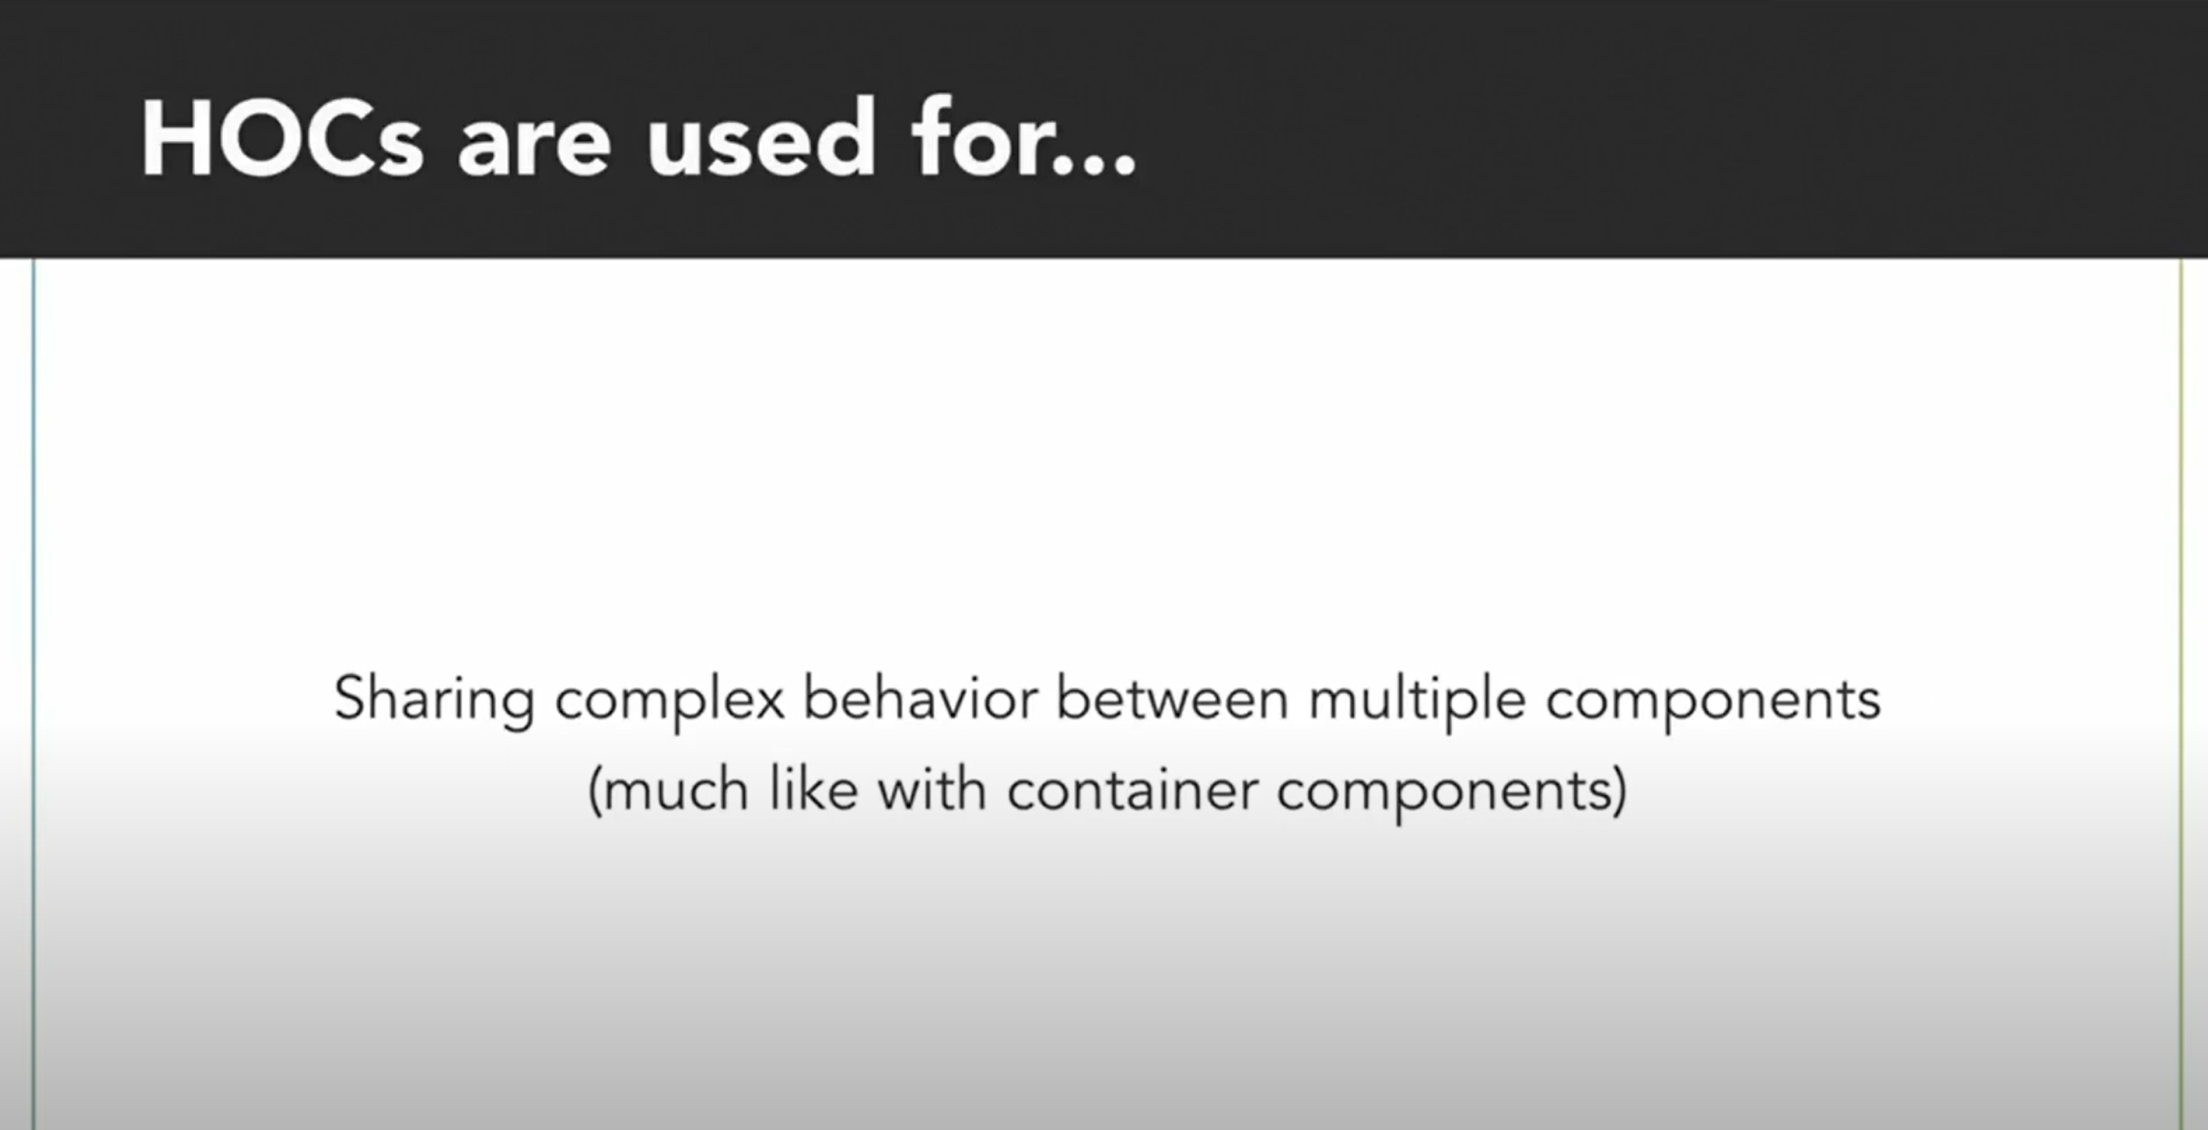 HOCs are used for...
Sharing complex behavior between multiple components
(much like with container components)